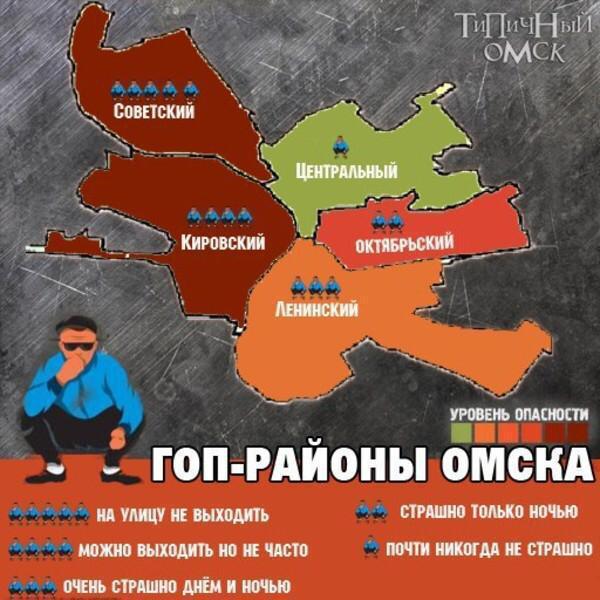 ТиПичНый
ОМСК
Советский
Центральный
Кировский
октябрьский
Ленинский
УРОВЕНЬ ОПАСНОСТИ
ГОП-РАЙОНЫ ОМСКА
НА УЛИЦУ НЕ ВЫХОДИТЬ
СТРАШНО ТОЛЬКО НОЧЬЮ
МОЖНО ВЫХОДИТЬ НО НЕ ЧАСТО
ПОЧТИ НИКОГДА НЕ СТРАШНО
ОЧЕНЬ СТРАШНО ДНЁМ И НОЧЬЮ